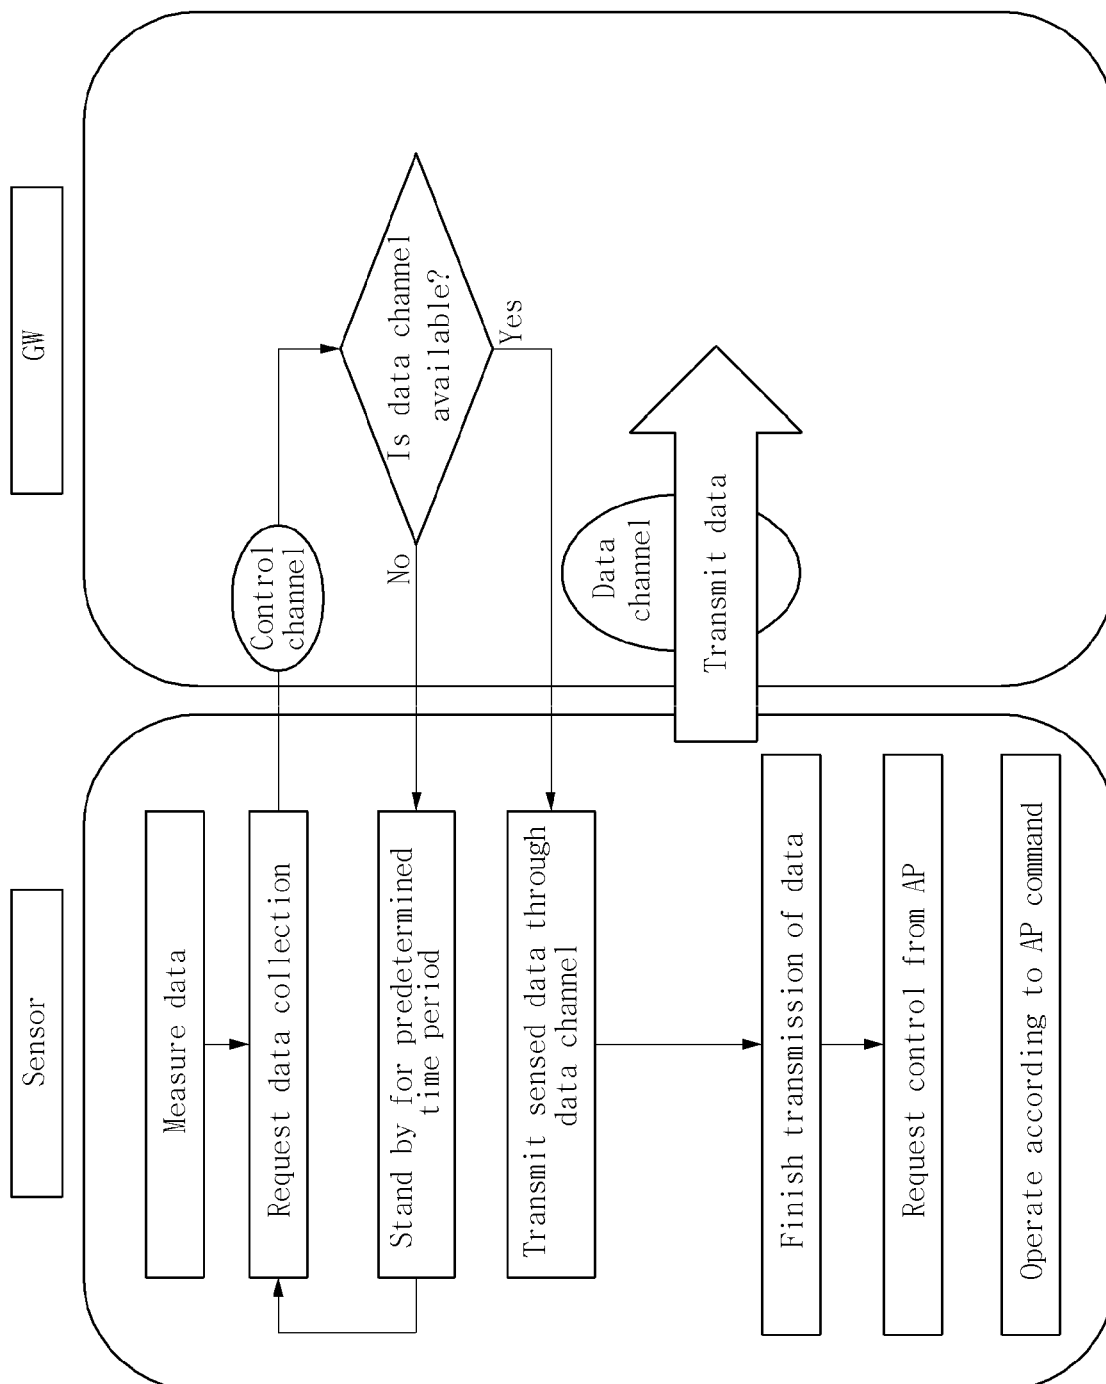 Sensor
GW
Measure data
Request data collection
Control
channel
Is data channel
available?
No
Yes
Stand by for predetermined
time period
Transmit sensed data through
data channel
Data
channel
Transmit data
Finish transmission of data
Request control from AP
Operate according to AP command